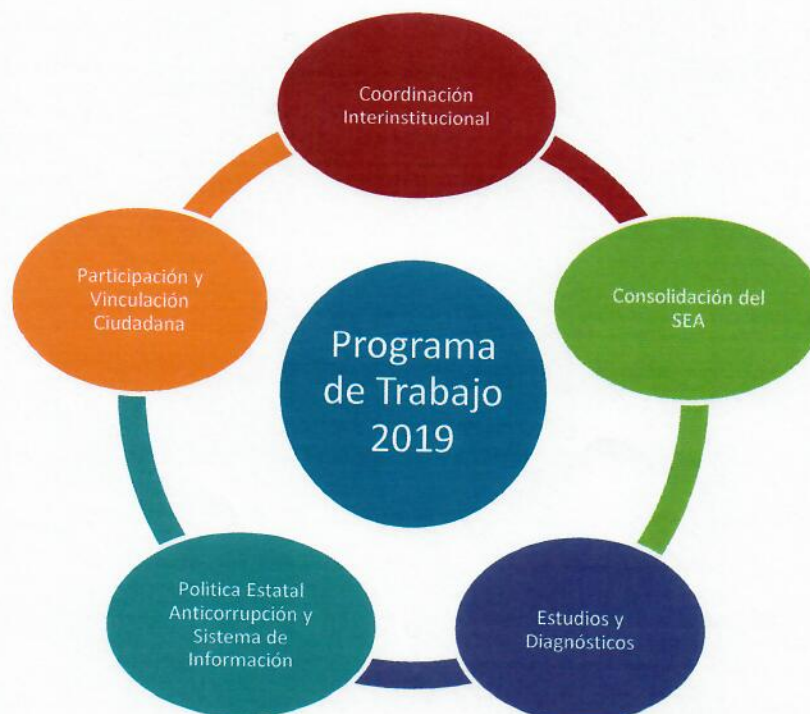 Coordinación
Interinstitucional
Participación y
Vinculación
Ciudadana
Consolidación del
SEA
Programa
de Trabajo
2019
Politica Estatal
Anticorrupción y
Sistema de
Información
Estudios y
Diagnósticos